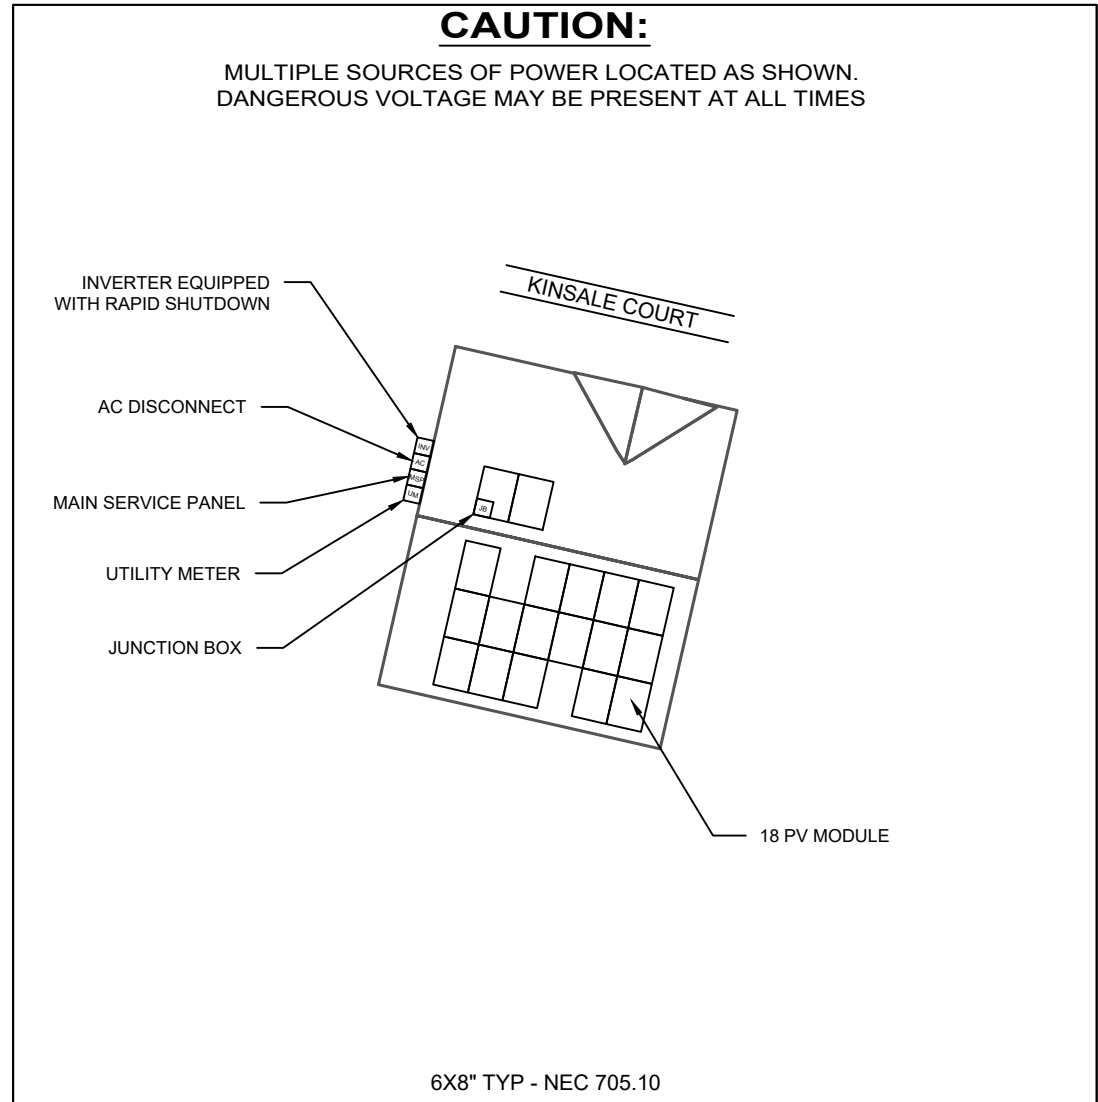 CAUTION:
MULTIPLE SOURCES OF POWER LOCATED AS SHOWN.
DANGEROUS VOLTAGE MAY BE PRESENT AT ALL TIMES
KINSALE COURT
INVERTER EQUIPPED
WITH RAPID SHUTDOWN
AC DISCONNECT
MAIN SERVICE PANEL
UTILITY METER
JUNCTION BOX
INV
AC
MSP
UM
JB
18 PV MODULE
6X8" TYP - NEC 705.10